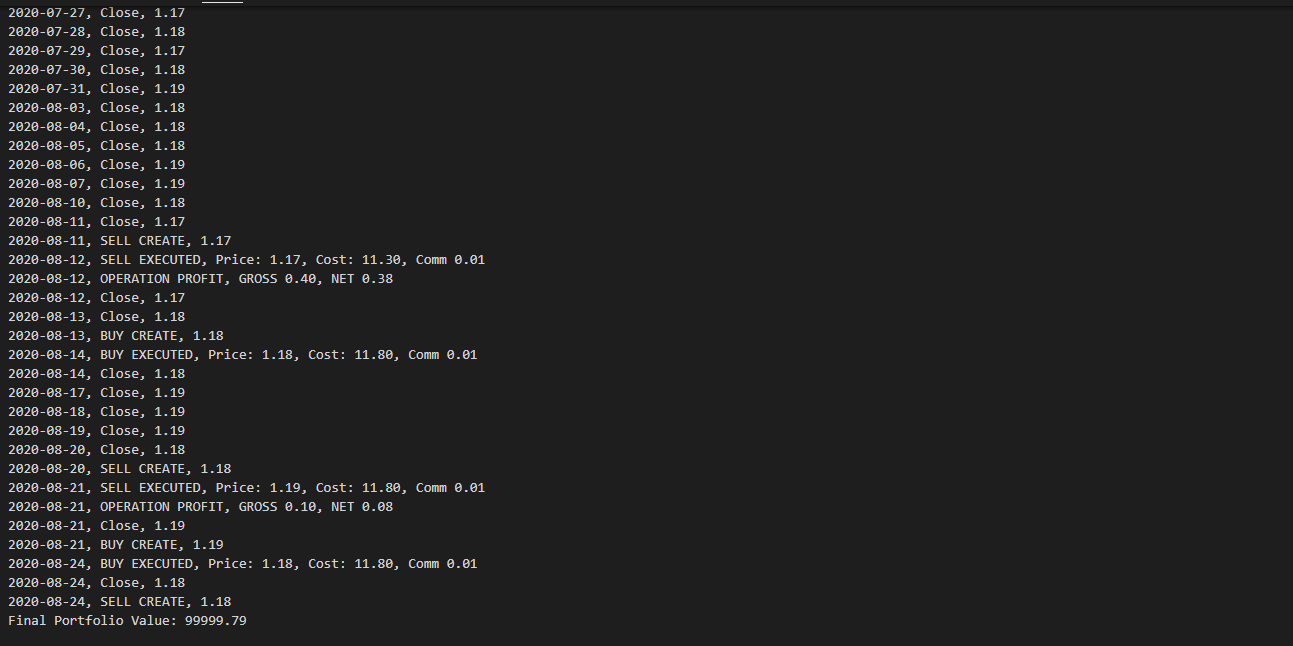 2020-07-27, Close, 1.17
2020-07-28, Close, 1.18
2020-07-29, Close, 1.17
2020-07-30, Close, 1.18
2020-07-31, Close, 1.19
2020-08-03, Close, 1.18
2020-08-04, Close, 1.18
2020-08-05, Close, 1.18
2020-08-06, Close, 1.19
2020-08-07, Close, 1.19
2020-08-10, Close, 1.18
2020-08-11, Close, 1.17
2020-08-11, SELL CREATE, 1.17
2020-08-12, SELL EXECUTED, Price: 1.17, Cost: 11.30, Comm 0.01
2020-08-12, OPERATION PROFIT, GROSS 0.40, NET 0.38
2020-08-12, Close, 1.17
2020-08-13, Close, 1.18
2020-08-13, BUY CREATE, 1.18
2020-08-14, BUY EXECUTED, Price: 1.18, Cost: 11.80, Comm 0.01
2020-08-14, Close, 1.18
2020-08-17, Close, 1.19
2020-08-18, Close, 1.19
2020-08-19, Close, 1.19
2020-08-20, Close, 1.18
2020-08-20, SELL CREATE, 1.18
2020-08-21, SELL EXECUTED, Price: 1.19, Cost: 11.80, Comm 0.01
2020-08-21, OPERATION PROFIT, GROSS 0.10, NET 0.08
2020-08-21, Close, 1.19
2020-08-21, BUY CREATE, 1.19
2020-08-24, BUY EXECUTED, Price: 1.18, Cost: 11.80, Comm 0.01
2020-08-24, Close, 1.18
2020-08-24, SELL CREATE, 1.18
Final Portfolio Value: 99999.79